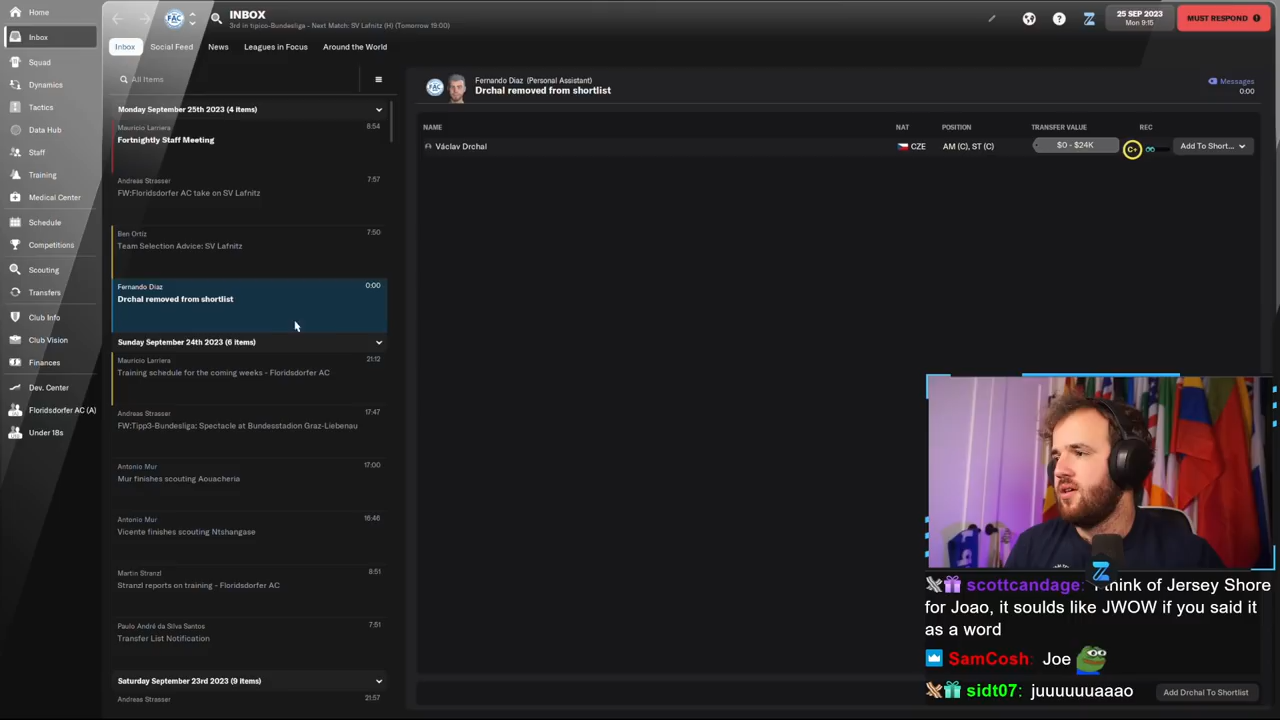 Home
Inbox
Squad
Dynamics
Tactics
Data Hub
Staff
Training
Medical Center
Schedule
Competitions
Scouting
Transfers
Club Info
Club Vision
Finances
Dev. Center
Floridsdorfer AC (A)
Under 18s
FAC
INBOX
3rd in tipico-Bundesliga - Next Match: SV Lafnitz (H) (Tomorrow 19:00)
25 SEP 2023
Mon 9:15
MUST RESPOND
Inbox
Social Feed
News
Leagues in Focus
Around the World
All Items
Monday September 25th 2023 (4 items)
Mauricio Larriera 8:54
Fortnightly Staff Meeting
Andreas Strasser 7:57
FW:Floridsdorfer AC take on SV Lafnitz
Ben Ortiz 7:50
Team Selection Advice: SV Lafnitz
Fernando Diaz 0:00
Drchal removed from shortlist
Sunday September 24th 2023 (6 items)
Mauricio Larriera 21:12
Training schedule for the coming weeks - Floridsdorfer AC
Andreas Strasser 17:47
FW:Tipp3-Bundesliga: Spectacle at Bundesstadion Graz-Liebenau
Antonio Mur 17:00
Mur finishes scouting Aouacheria
Antonio Mur 16:46
Vicente finishes scouting Ntshangase
Martin Stranzl 8:51
Stranzl reports on training - Floridsdorfer AC
Paulo André da Silva Santos 7:51
Transfer List Notification
Saturday September 23rd 2023 (9 items)
Andreas Strasser 21:57
FAC
Fernando Diaz (Personal Assistant)
Drchal removed from shortlist
Messages
0:00
NAME NAT POSITION TRANSFER VALUE REC
Václav Drchal CZE AM (C), ST (C) $0 - $24K C+ Add To Short...
scottcandage: I think of Jersey Shore
for Joao, it soulds like JWOW if you said it
as a word
SamCosh: Joe
sidt07: juuuuuuaaao
Add Drchal To Shortlist